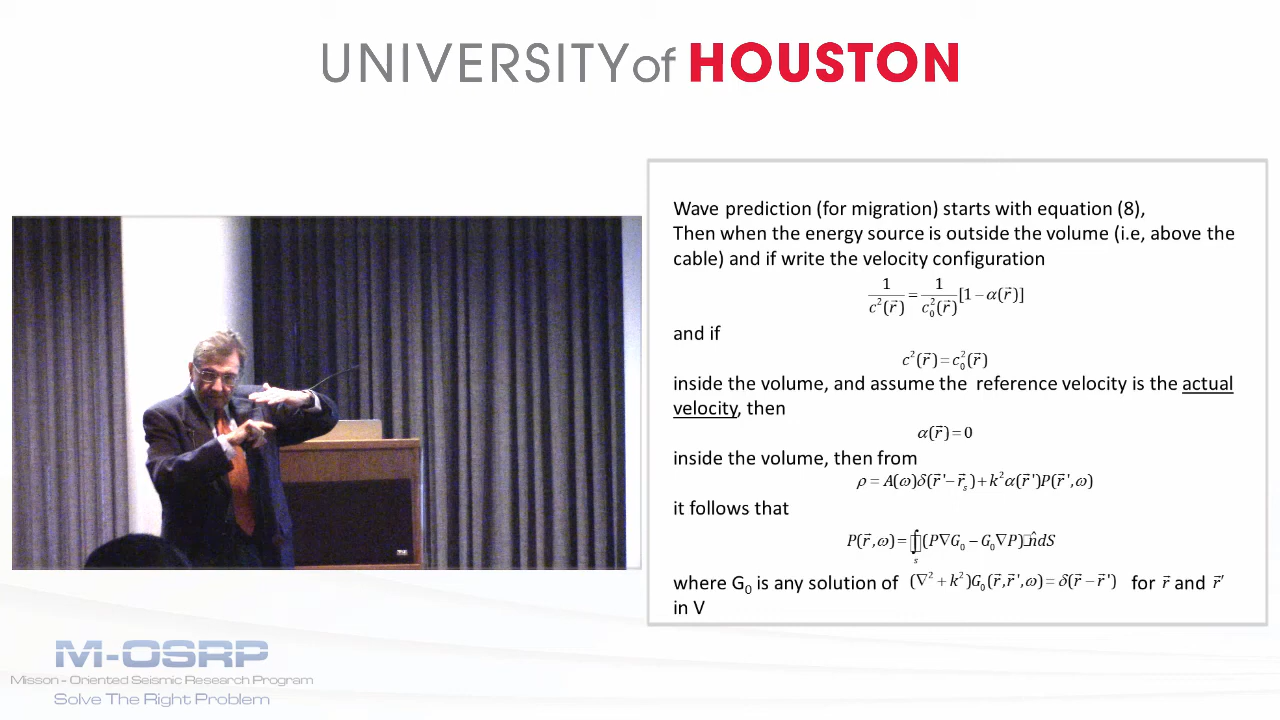 UNIVERSITY of HOUSTON
Wave prediction (for migration) starts with equation (8),
Then when the energy source is outside the volume (i.e, above the
cable) and if write the velocity configuration
1/c²(r⃗) = 1/c₀²(r⃗) [1 − α(r⃗)]
and if
c²(r⃗) = c₀²(r⃗)
inside the volume, and assume the reference velocity is the actual
velocity, then
α(r⃗) = 0
inside the volume, then from
ρ = A(ω)δ(r⃗' − r⃗ₛ) + k²α(r⃗')P(r⃗',ω)
it follows that
P(r⃗,ω) = ∮ₛ (P∇G₀ − G₀∇P)□n̂dS
where G₀ is any solution of (∇² + k²)G₀(r⃗,r⃗',ω) = δ(r⃗ − r⃗') for r⃗ and r⃗'
in V
M-OSRP
Misson - Oriented Seismic Research Program
Solve The Right Problem